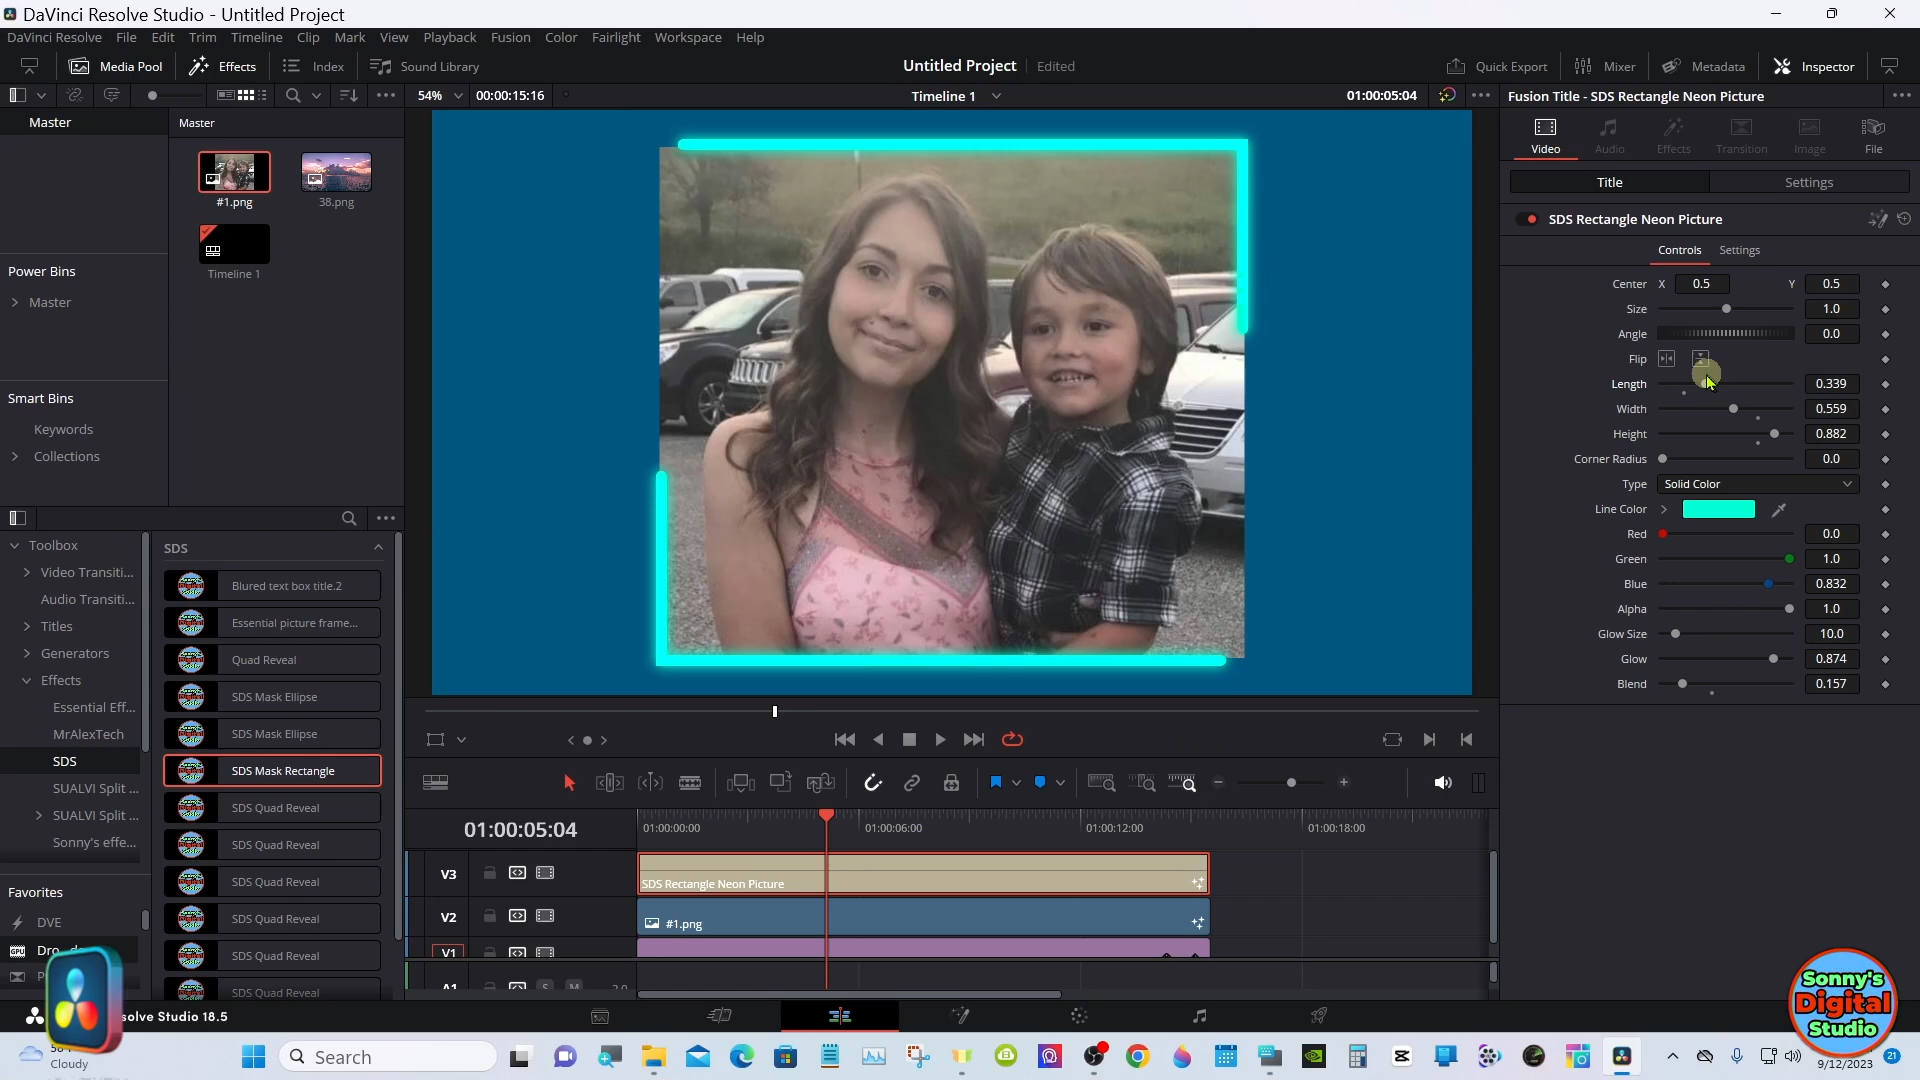 DaVinci Resolve Studio - Untitled Project
DaVinci Resolve File Edit Trim Timeline Clip Mark View Playback Fusion Color Fairlight Workspace Help
Media Pool Effects Index Sound Library
Untitled Project Edited
Quick Export Mixer Metadata Inspector
54% 00:00:15:16 Timeline 1 01:00:05:04
Fusion Title - SDS Rectangle Neon Picture
Master
Master
#1.png
38.png
Timeline 1
Power Bins
Master
Smart Bins
Keywords
Collections
Video Audio Effects Transition Image File
Title Settings
SDS Rectangle Neon Picture
Controls Settings
Center X 0.5 Y 0.5
Size 1.0
Angle 0.0
Flip
Length 0.339
Width 0.559
Height 0.882
Corner Radius 0.0
Type Solid Color
Line Color
Red 0.0
Green 1.0
Blue 0.832
Alpha 1.0
Glow Size 10.0
Glow 0.874
Blend 0.157
Toolbox
Video Transiti...
Audio Transiti...
Titles
Generators
Effects
Essential Eff...
MrAlexTech
SDS
SUALVI Split ...
SUALVI Split ...
Sonny's effe...
Favorites
DVE
SDS
Blured text box title.2
Essential picture frame...
Quad Reveal
SDS Mask Ellipse
SDS Mask Ellipse
SDS Mask Rectangle
SDS Quad Reveal
SDS Quad Reveal
SDS Quad Reveal
SDS Quad Reveal
SDS Quad Reveal
SDS Quad Reveal
01:00:05:04
01:00:00:00 01:00:06:00 01:00:12:00 01:00:18:00
V3
SDS Rectangle Neon Picture
V2
#1.png
V1
A1 S M 2.0
solve Studio 18.5
Sonny's
Digital
Studio
Cloudy
Search
9/12/2023
21